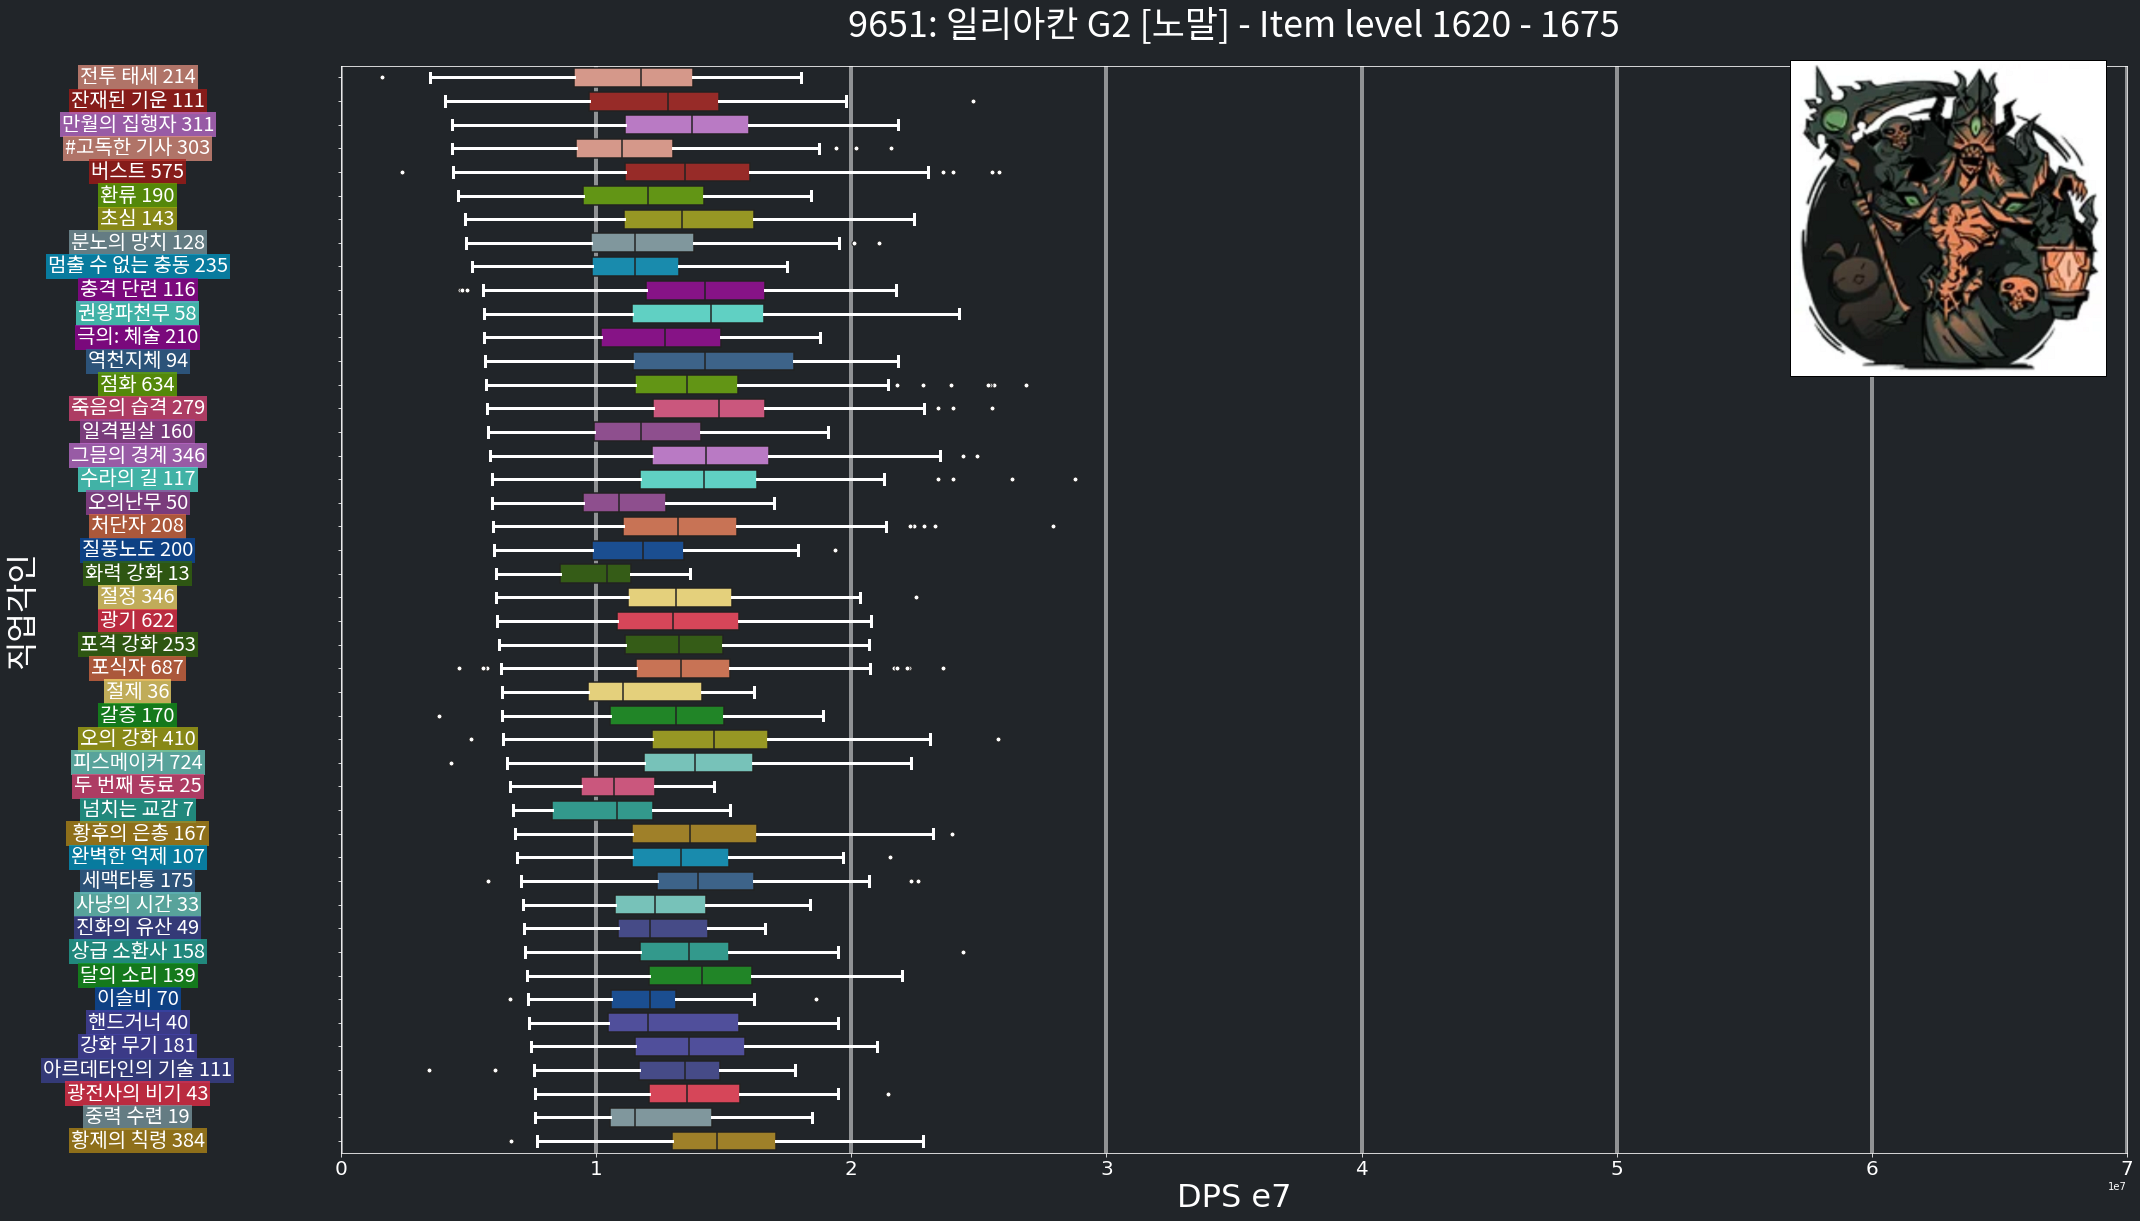 9651: 일리아칸 G2 [노말] - Item level 1620 - 1675
직업각인
전투 태세 214
잔재된 기운 111
만월의 집행자 311
#고독한 기사 303
버스트 575
환류 190
초심 143
분노의 망치 128
멈출 수 없는 충동 235
충격 단련 116
권왕파천무 58
극의: 체술 210
역천지체 94
점화 634
죽음의 습격 279
일격필살 160
그믐의 경계 346
수라의 길 117
오의난무 50
처단자 208
질풍노도 200
화력 강화 13
절정 346
광기 622
포격 강화 253
포식자 687
절제 36
갈증 170
오의 강화 410
피스메이커 724
두 번째 동료 25
넘치는 교감 7
황후의 은총 167
완벽한 억제 107
세맥타통 175
사냥의 시간 33
진화의 유산 49
상급 소환사 158
달의 소리 139
이슬비 70
핸드거너 40
강화 무기 181
아르데타인의 기술 111
광전사의 비기 43
중력 수련 19
황제의 칙령 384
0 1 2 3 4 5 6 7
1e7
DPS e7